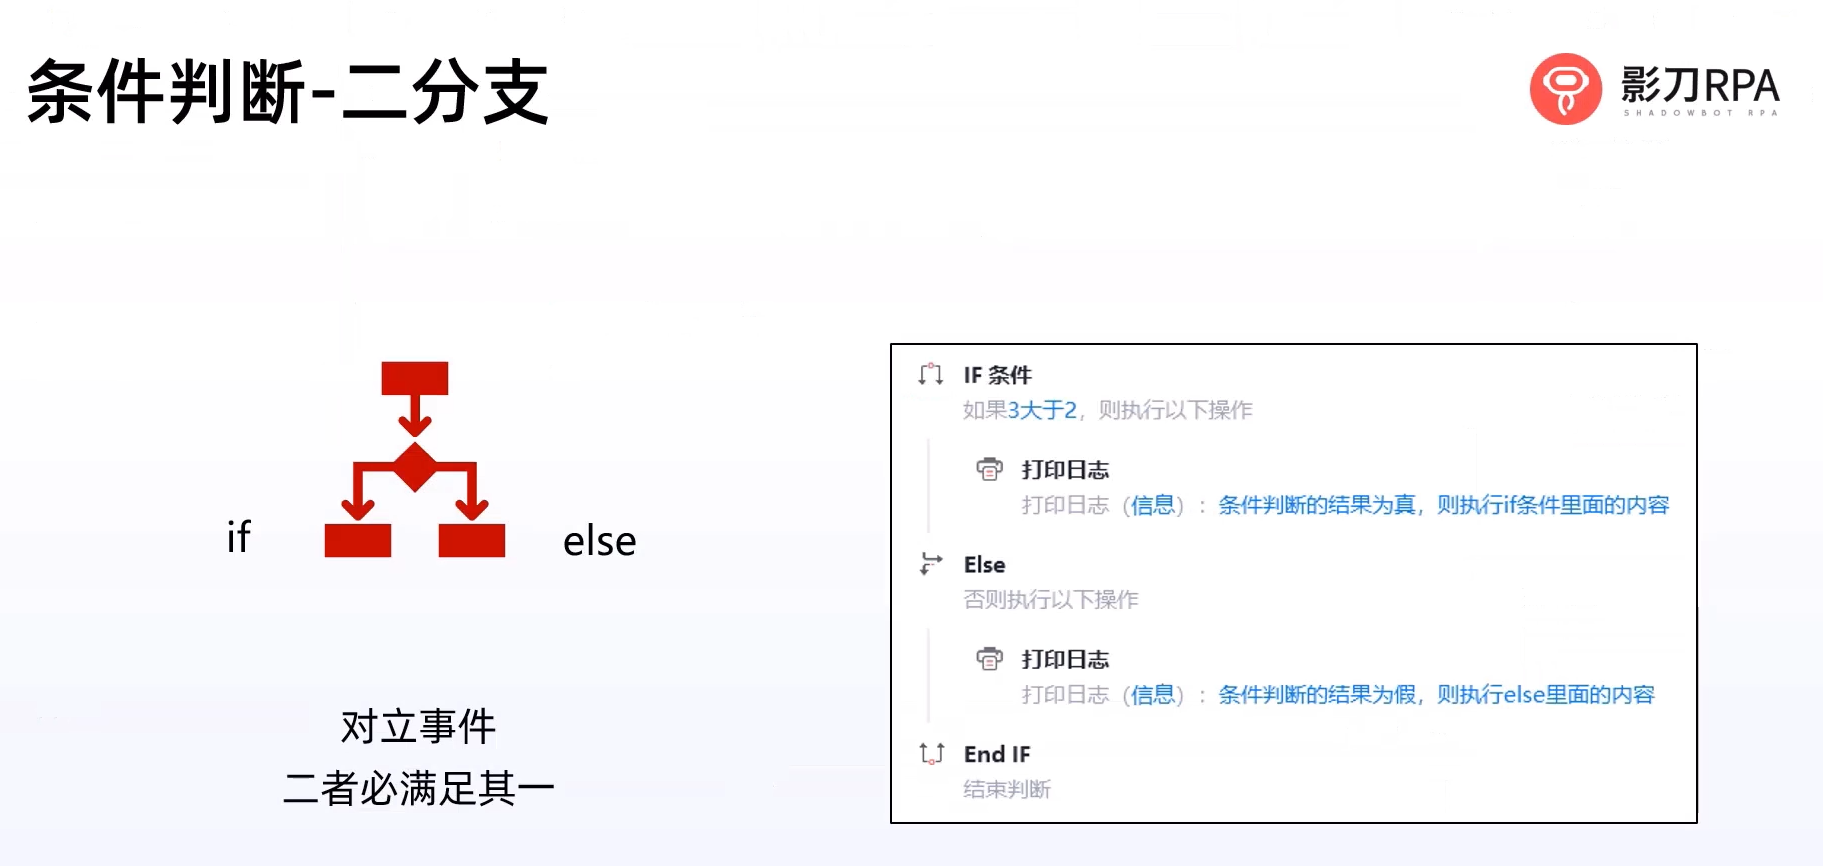 条件判断-二分支
影刀RPA
SHADOWBOT RPA
if
else
对立事件
二者必满足其一
IF 条件
如果3大于2，则执行以下操作
打印日志
打印日志（信息）：条件判断的结果为真，则执行if条件里面的内容
Else
否则执行以下操作
打印日志
打印日志（信息）：条件判断的结果为假，则执行else里面的内容
End IF
结束判断